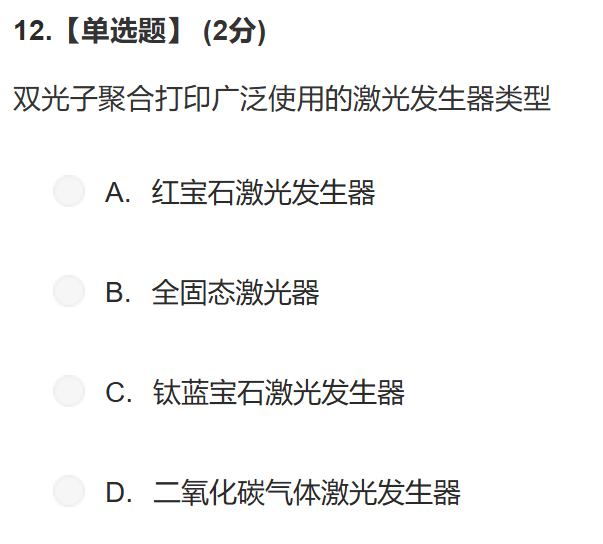 12.【单选题】 (2分)
双光子聚合打印广泛使用的激光发生器类型
A. 红宝石激光发生器
B. 全固态激光器
C. 钛蓝宝石激光发生器
D. 二氧化碳气体激光发生器